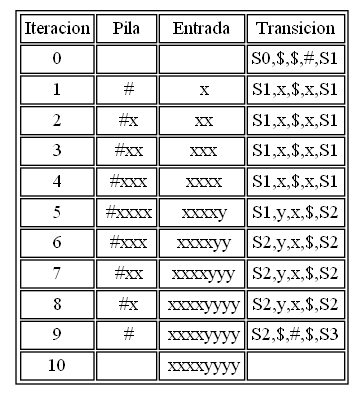 Iteracion Pila Entrada Transicion
0 S0,$,$,#,S1
1 # x S1,x,$,x,S1
2 #x xx S1,x,$,x,S1
3 #xx xxx S1,x,$,x,S1
4 #xxx xxxx S1,x,$,x,S1
5 #xxxx xxxxy S1,y,x,$,S2
6 #xxx xxxxyy S2,y,x,$,S2
7 #xx xxxxyyy S2,y,x,$,S2
8 #x xxxxyyyy S2,y,x,$,S2
9 # xxxxyyyy S2,$,#,$,S3
10 xxxxyyyy